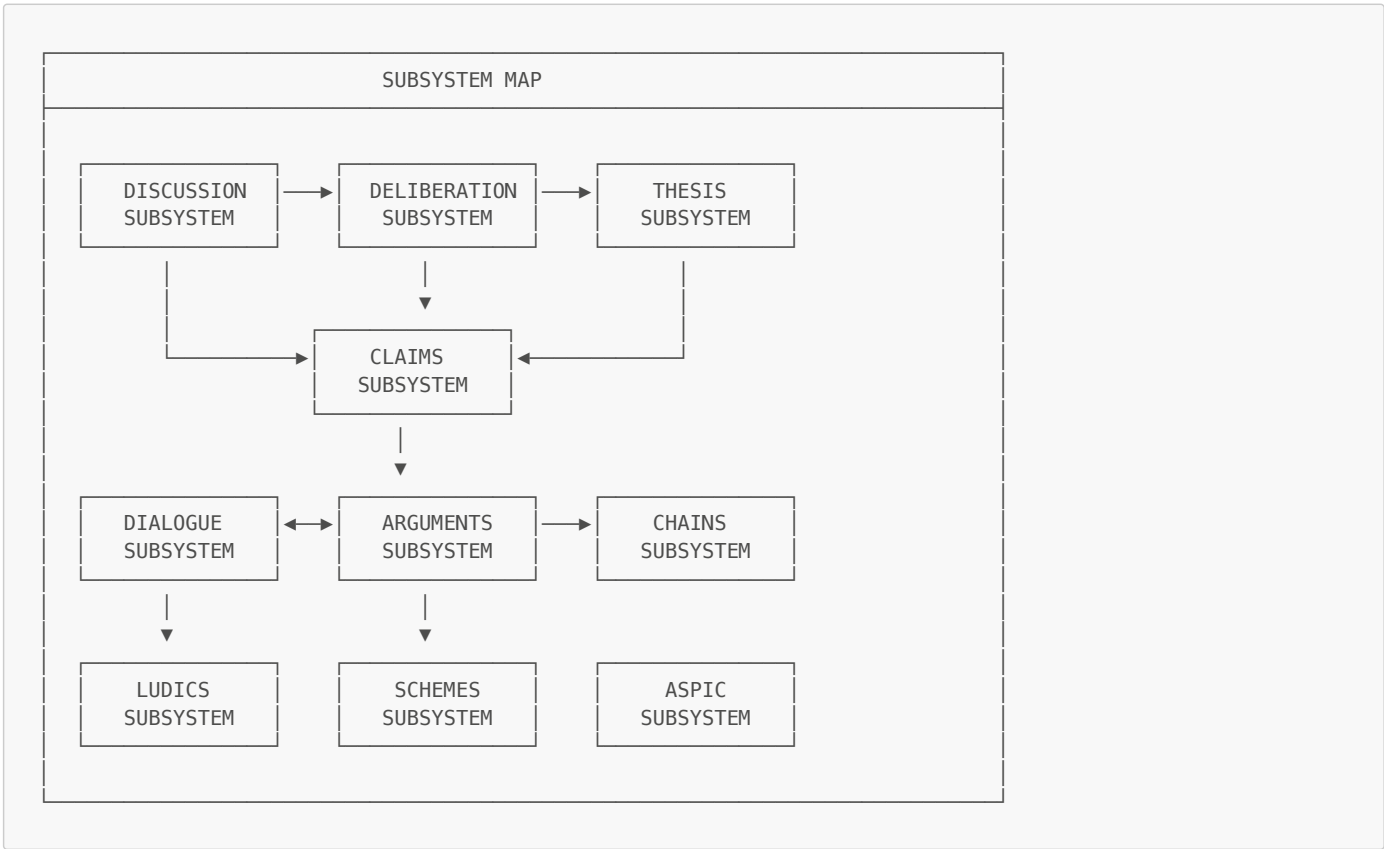 SUBSYSTEM MAP
DISCUSSION DELIBERATION THESIS
SUBSYSTEM SUBSYSTEM SUBSYSTEM
CLAIMS
SUBSYSTEM
DIALOGUE ARGUMENTS CHAINS
SUBSYSTEM SUBSYSTEM SUBSYSTEM
LUDICS SCHEMES ASPIC
SUBSYSTEM SUBSYSTEM SUBSYSTEM